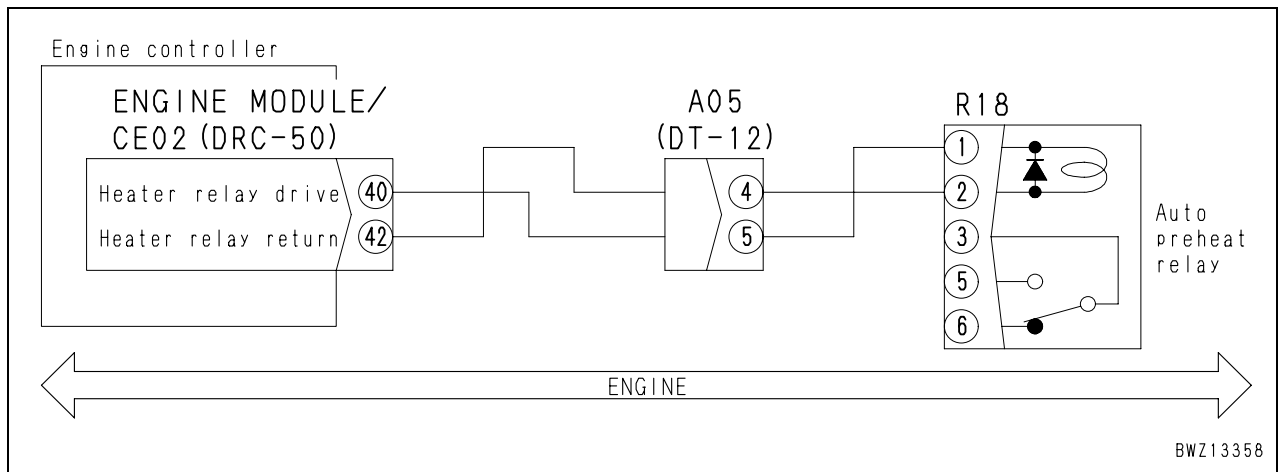 Engine controller
ENGINE MODULE/
CE02 (DRC-50)
Heater relay drive 40
Heater relay return 42
A05
(DT-12)
4
5
R18
1
2
3
5
6
Auto
preheat
relay
ENGINE
BWZ13358